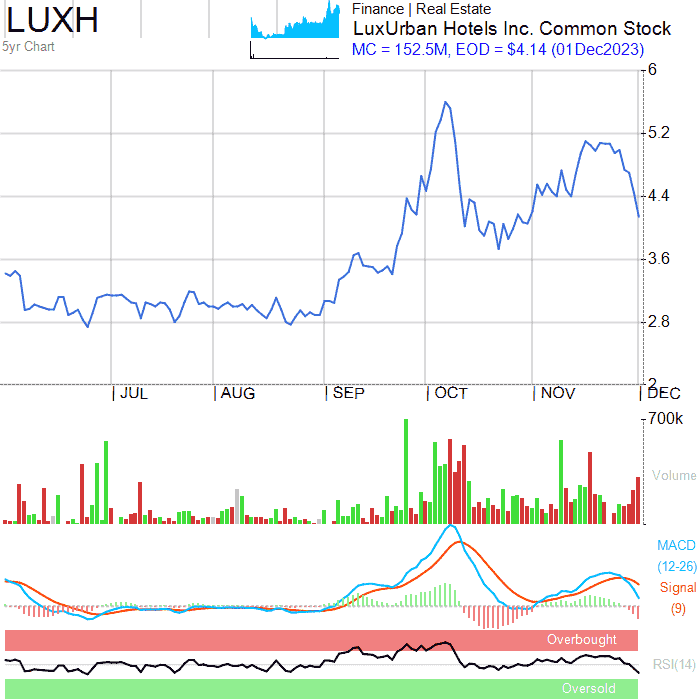 LUXH
5yr Chart
Finance | Real Estate
LuxUrban Hotels Inc. Common Stock
MC = 152.5M, EOD = $4.14 (01Dec2023)
6
5.2
4.4
3.6
2.8
2
| JUL | AUG | SEP | OCT | NOV | DEC
700k
Volume
MACD
(12-26)
Signal
(9)
Overbought
RSI(14)
Oversold